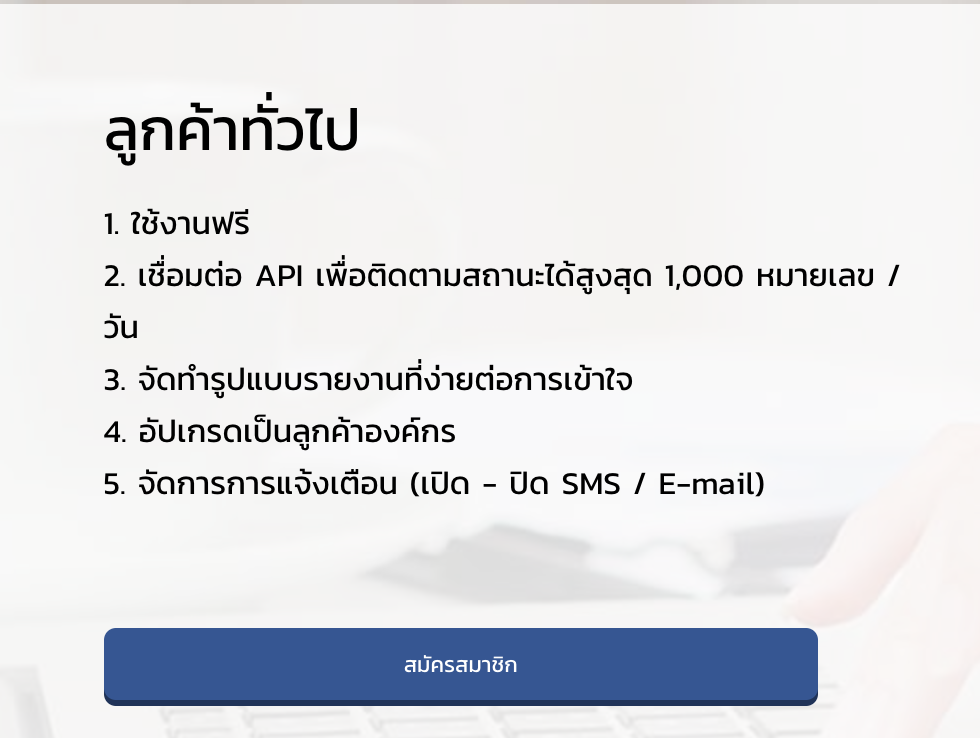 ลูกค้าทั่วไป
1. ใช้งานฟรี
2. เชื่อมต่อ API เพื่อติดตามสถานะได้สูงสุด 1,000 หมายเลข /
วัน
3. จัดทำรูปแบบรายงานที่ง่ายต่อการเข้าใจ
4. อัปเกรดเป็นลูกค้าองค์กร
5. จัดการการแจ้งเตือน (เปิด - ปิด SMS / E-mail)
สมัครสมาชิก